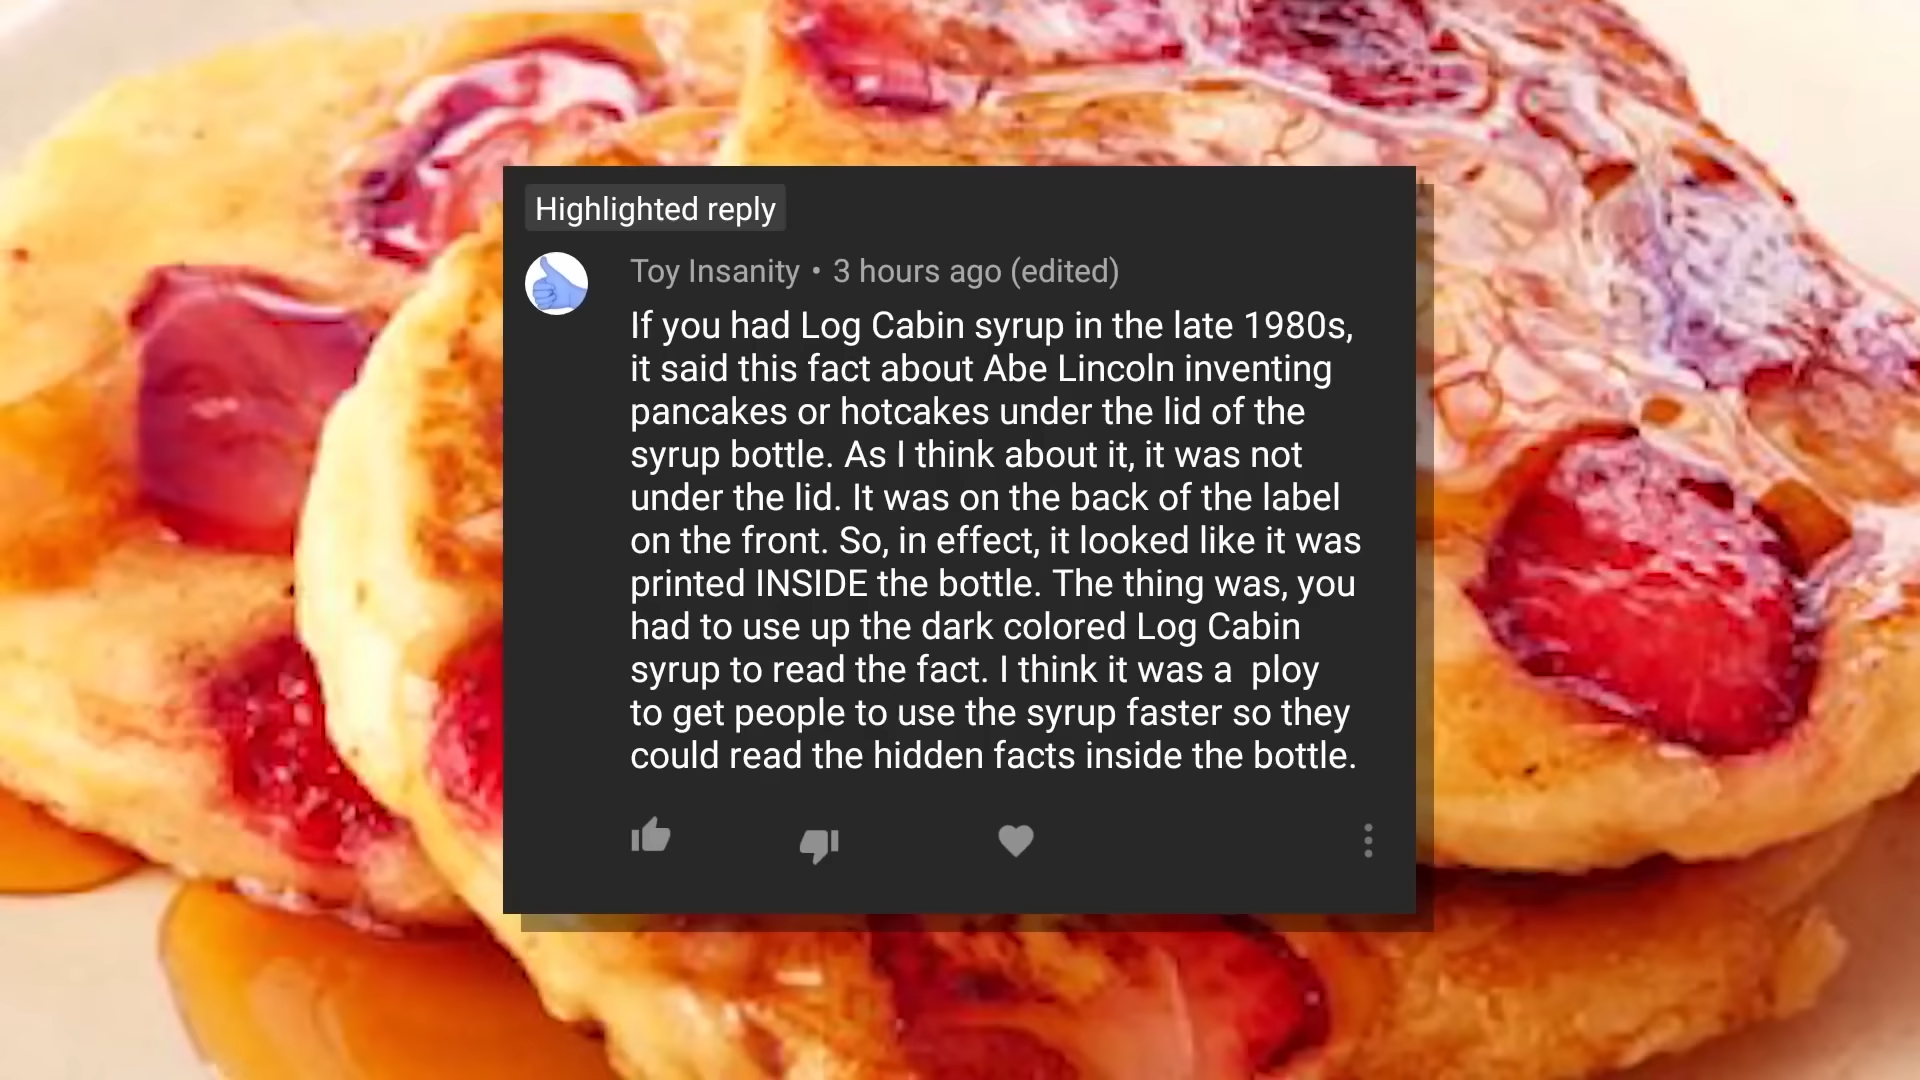 Highlighted reply
Toy Insanity • 3 hours ago (edited)
If you had Log Cabin syrup in the late 1980s,
it said this fact about Abe Lincoln inventing
pancakes or hotcakes under the lid of the
syrup bottle. As I think about it, it was not
under the lid. It was on the back of the label
on the front. So, in effect, it looked like it was
printed INSIDE the bottle. The thing was, you
had to use up the dark colored Log Cabin
syrup to read the fact. I think it was a  ploy
to get people to use the syrup faster so they
could read the hidden facts inside the bottle.